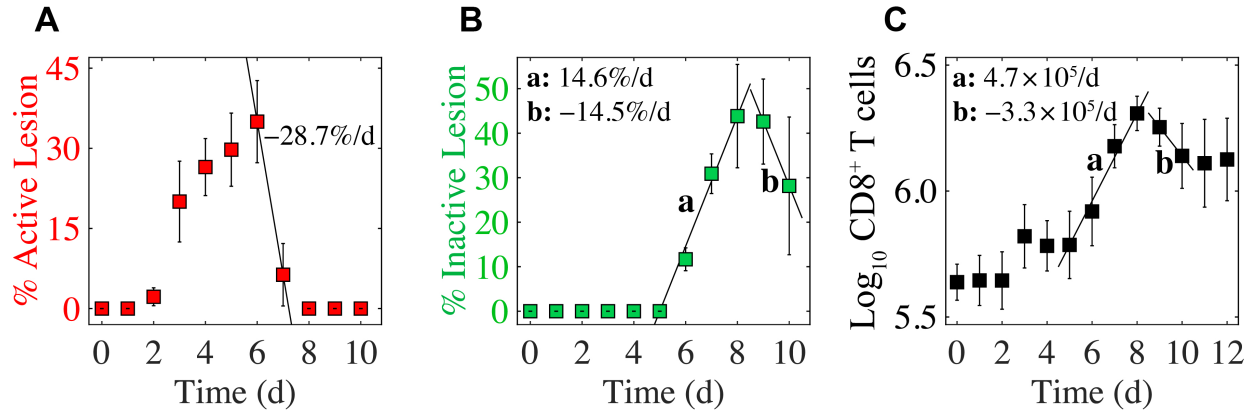 A
% Active Lesion
45
30
15
0
−28.7%/d
0 2 4 6 8 10
Time (d)
B
% Inactive Lesion
50
40
30
20
10
0
a: 14.6%/d
b: −14.5%/d
a
b
0 2 4 6 8 10
Time (d)
C
Log₁₀ CD8⁺ T cells
6.5
6.0
5.5
a: 4.7×10⁵/d
b: −3.3×10⁵/d
a
b
0 2 4 6 8 10 12
Time (d)